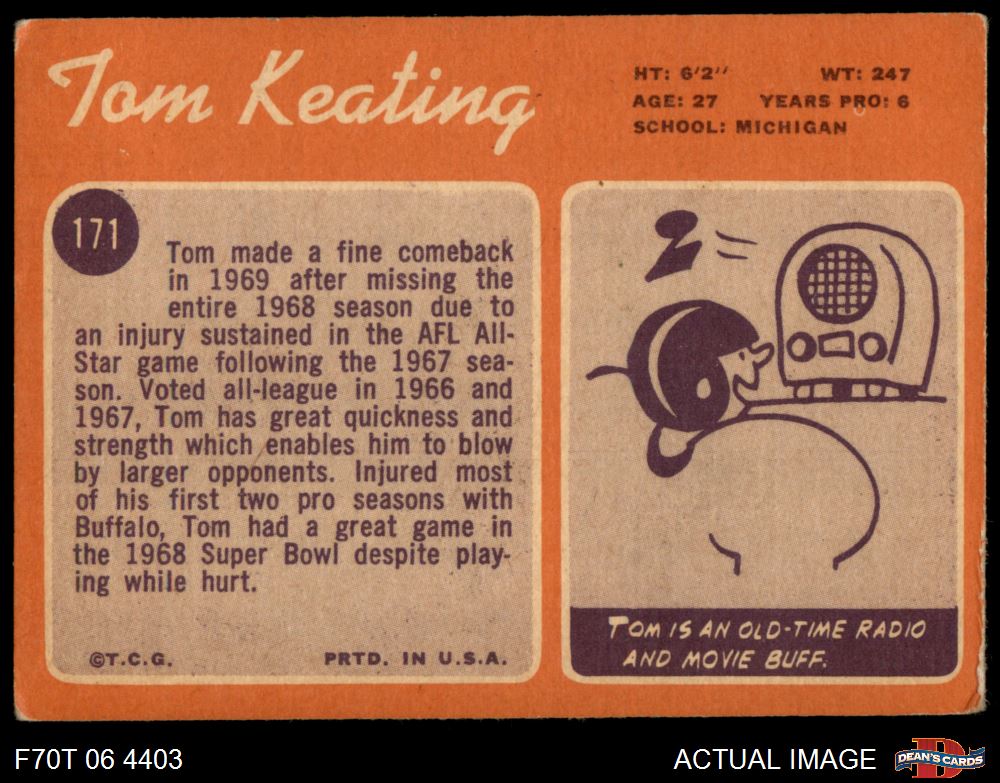 Tom Keating
HT: 6'2" WT: 247
AGE: 27 YEARS PRO: 6
SCHOOL: MICHIGAN
171
Tom made a fine comeback
in 1969 after missing the
entire 1968 season due to
an injury sustained in the AFL All-
Star game following the 1967 sea-
son. Voted all-league in 1966 and
1967, Tom has great quickness and
strength which enables him to blow
by larger opponents. Injured most
of his first two pro seasons with
Buffalo, Tom had a great game in
the 1968 Super Bowl despite play-
ing while hurt.
©T.C.G. PRTD. IN U.S.A.
TOM IS AN OLD-TIME RADIO
AND MOVIE BUFF.
F70T 06 4403
ACTUAL IMAGE
D
DEAN'S CARDS